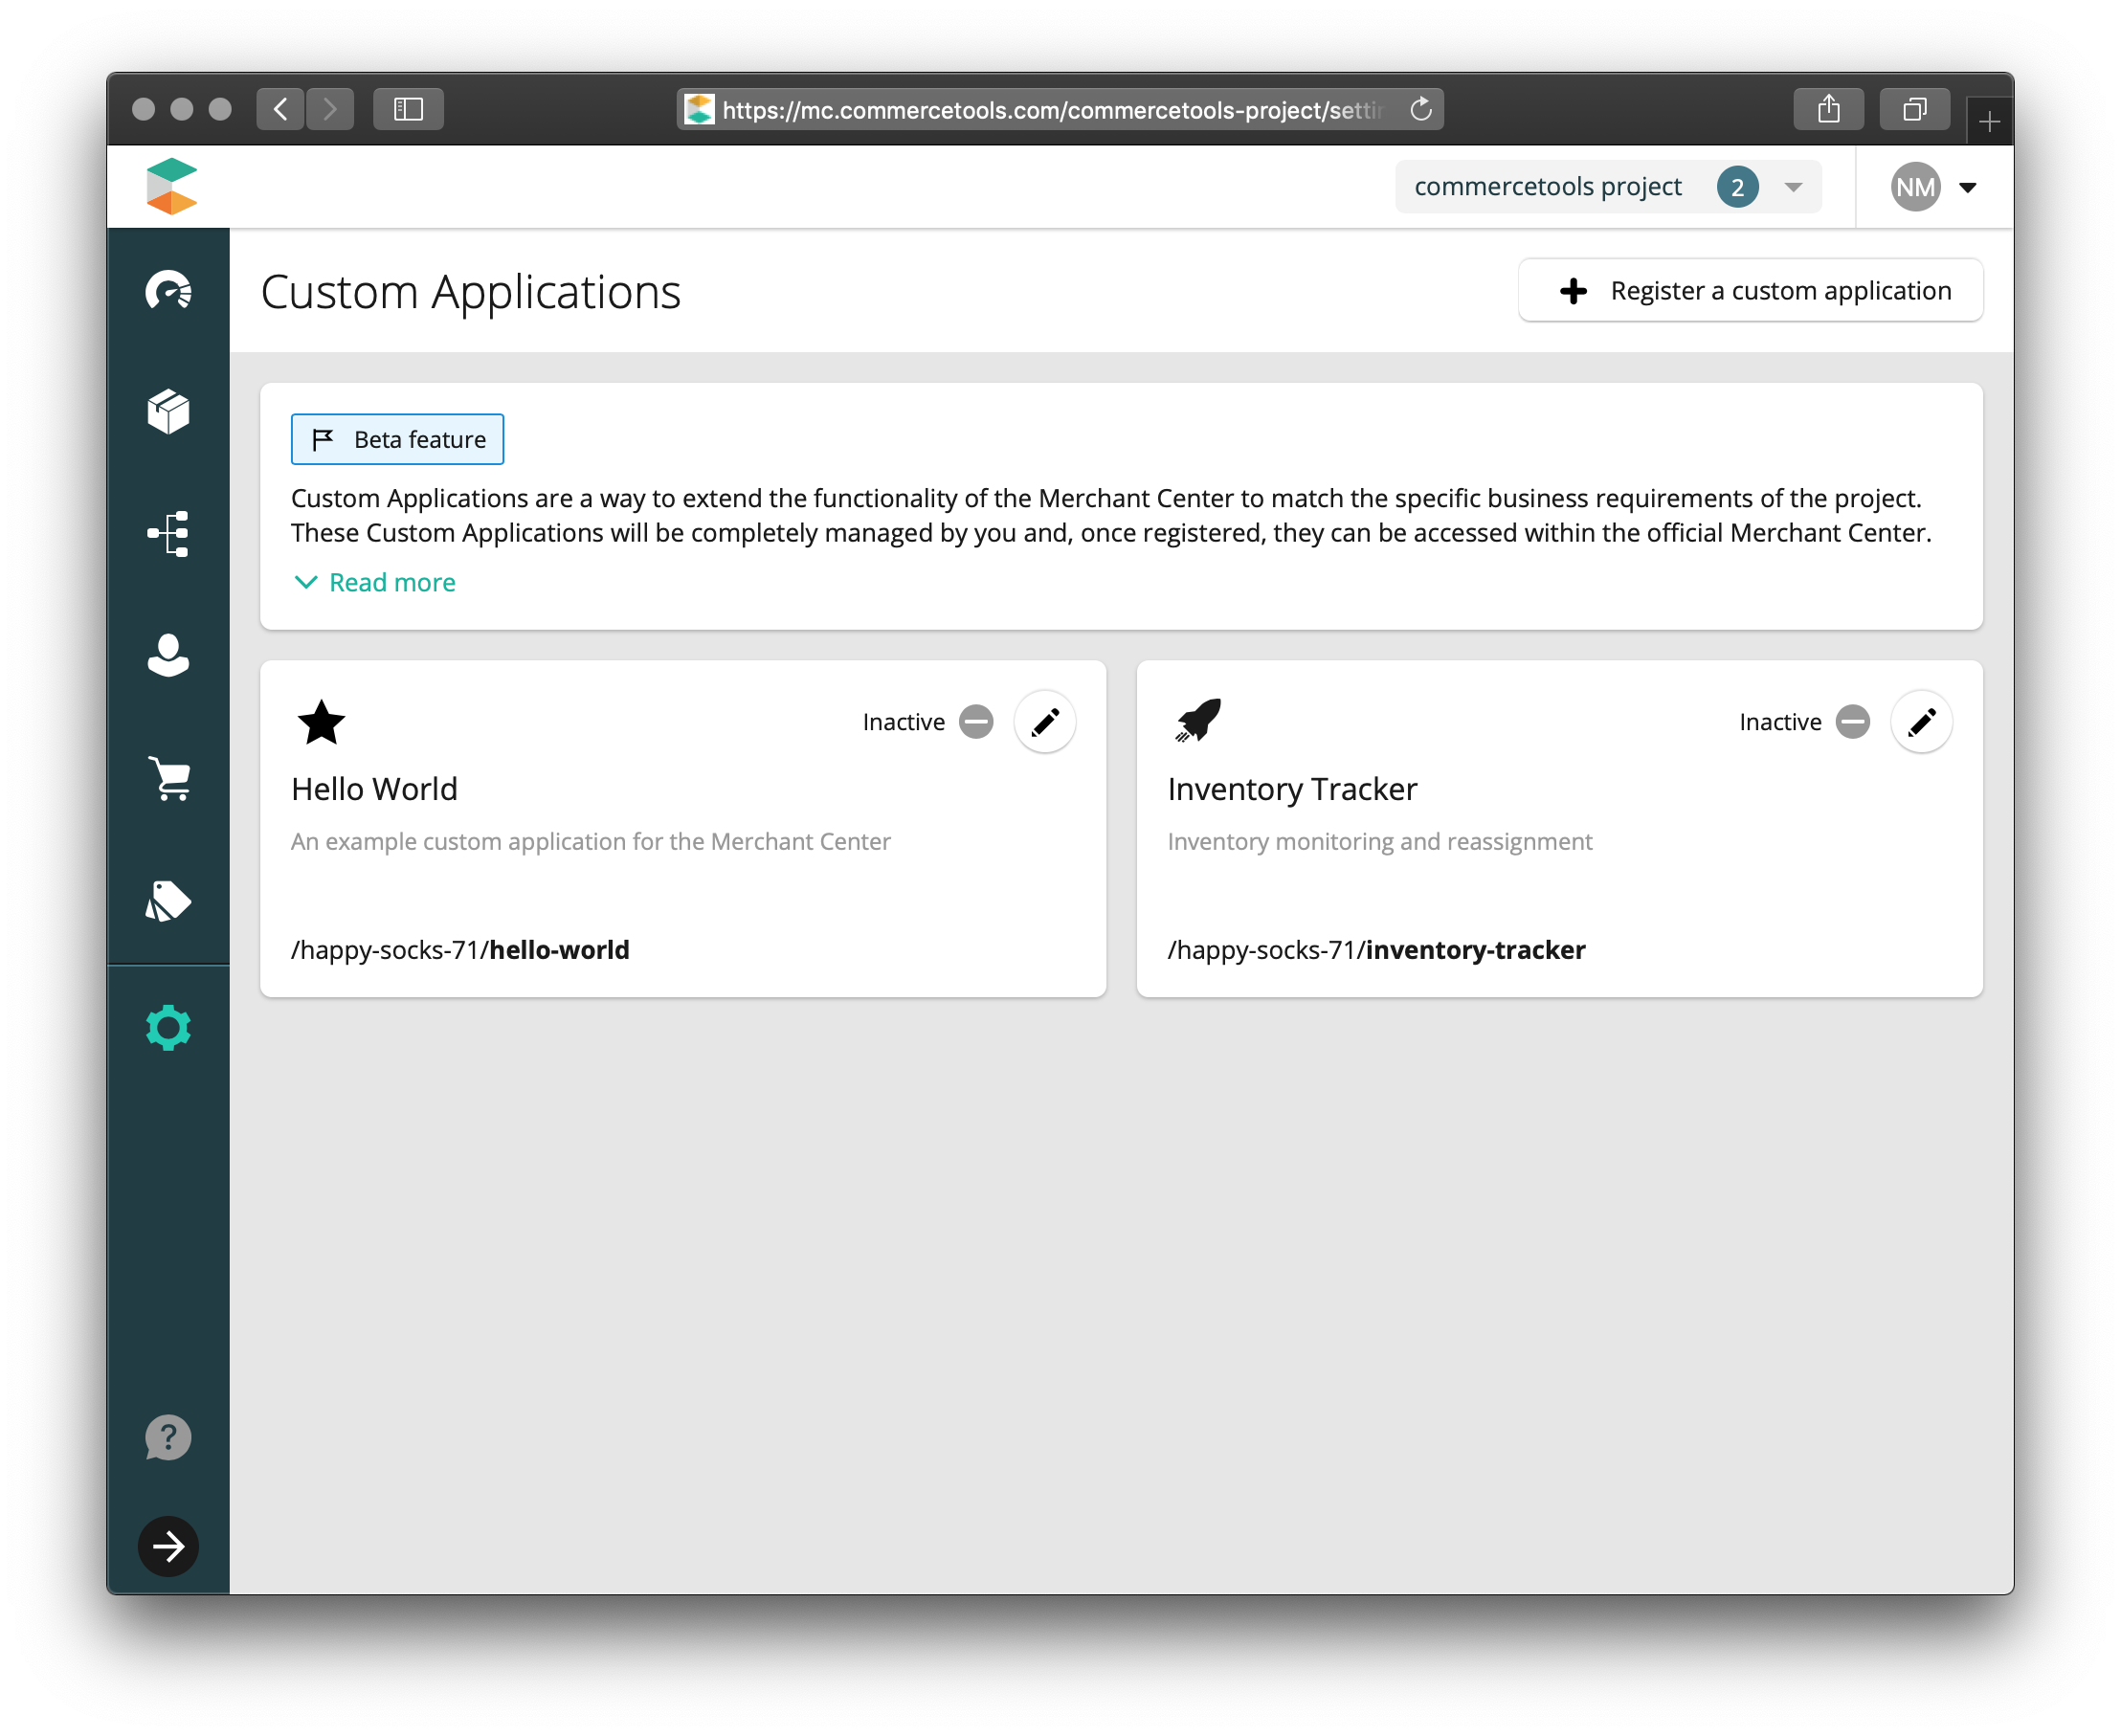 https://mc.commercetools.com/commercetools-project/setti
commercetools project 2 NM
Custom Applications
Register a custom application
Beta feature
Custom Applications are a way to extend the functionality of the Merchant Center to match the specific business requirements of the project.
These Custom Applications will be completely managed by you and, once registered, they can be accessed within the official Merchant Center.
Read more
Inactive
Hello World
An example custom application for the Merchant Center
/happy-socks-71/hello-world
Inactive
Inventory Tracker
Inventory monitoring and reassignment
/happy-socks-71/inventory-tracker
?